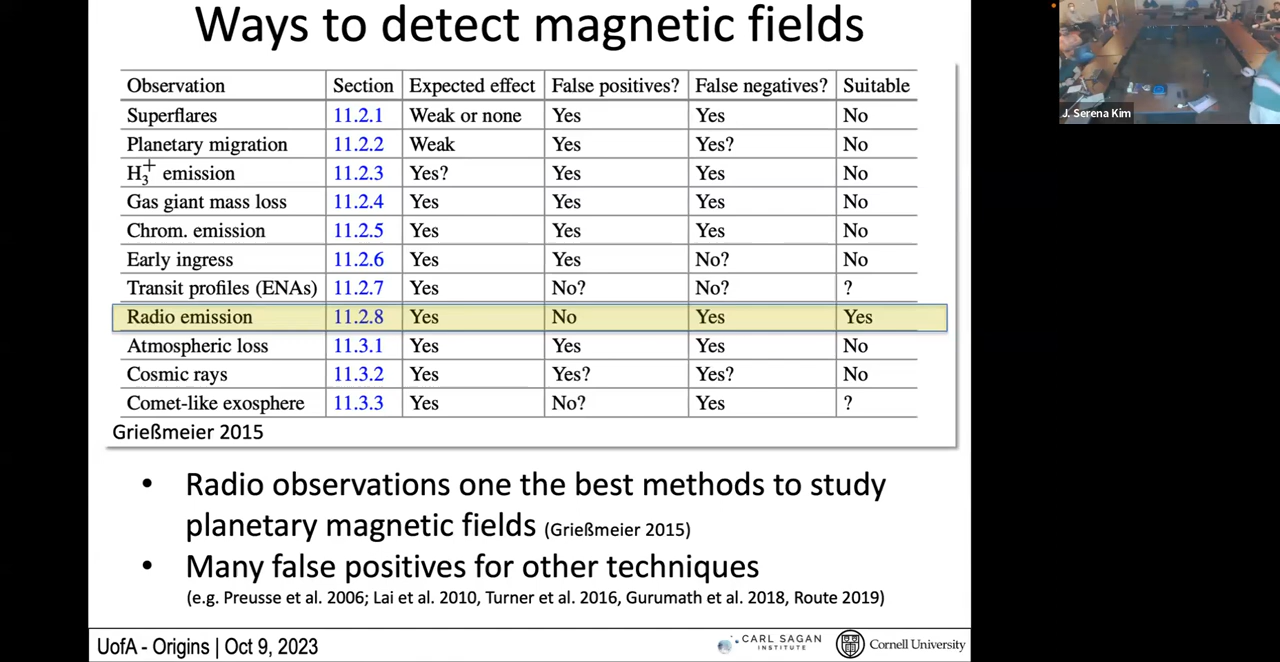 Ways to detect magnetic fields
Observation Section Expected effect False positives? False negatives? Suitable
Superflares 11.2.1 Weak or none Yes Yes No
Planetary migration 11.2.2 Weak Yes Yes? No
H3+ emission 11.2.3 Yes? Yes Yes No
Gas giant mass loss 11.2.4 Yes Yes Yes No
Chrom. emission 11.2.5 Yes Yes Yes No
Early ingress 11.2.6 Yes Yes No? No
Transit profiles (ENAs) 11.2.7 Yes No? No? ?
Radio emission 11.2.8 Yes No Yes Yes
Atmospheric loss 11.3.1 Yes Yes Yes No
Cosmic rays 11.3.2 Yes Yes? Yes? No
Comet-like exosphere 11.3.3 Yes No? Yes ?
Grießmeier 2015
• Radio observations one the best methods to study
planetary magnetic fields (Grießmeier 2015)
• Many false positives for other techniques
(e.g. Preusse et al. 2006; Lai et al. 2010, Turner et al. 2016, Gurumath et al. 2018, Route 2019)
UofA - Origins | Oct 9, 2023
CARL SAGAN
INSTITUTE
Cornell University
J. Serena Kim